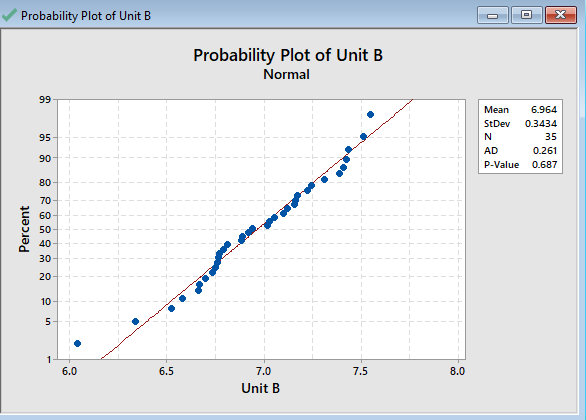 Probability Plot of Unit B
Probability Plot of Unit B
Normal
Mean 6.964
StDev 0.3434
N 35
AD 0.261
P-Value 0.687
Percent
99
95
90
80
70
60
50
40
30
20
10
5
1
6.0 6.5 7.0 7.5 8.0
Unit B